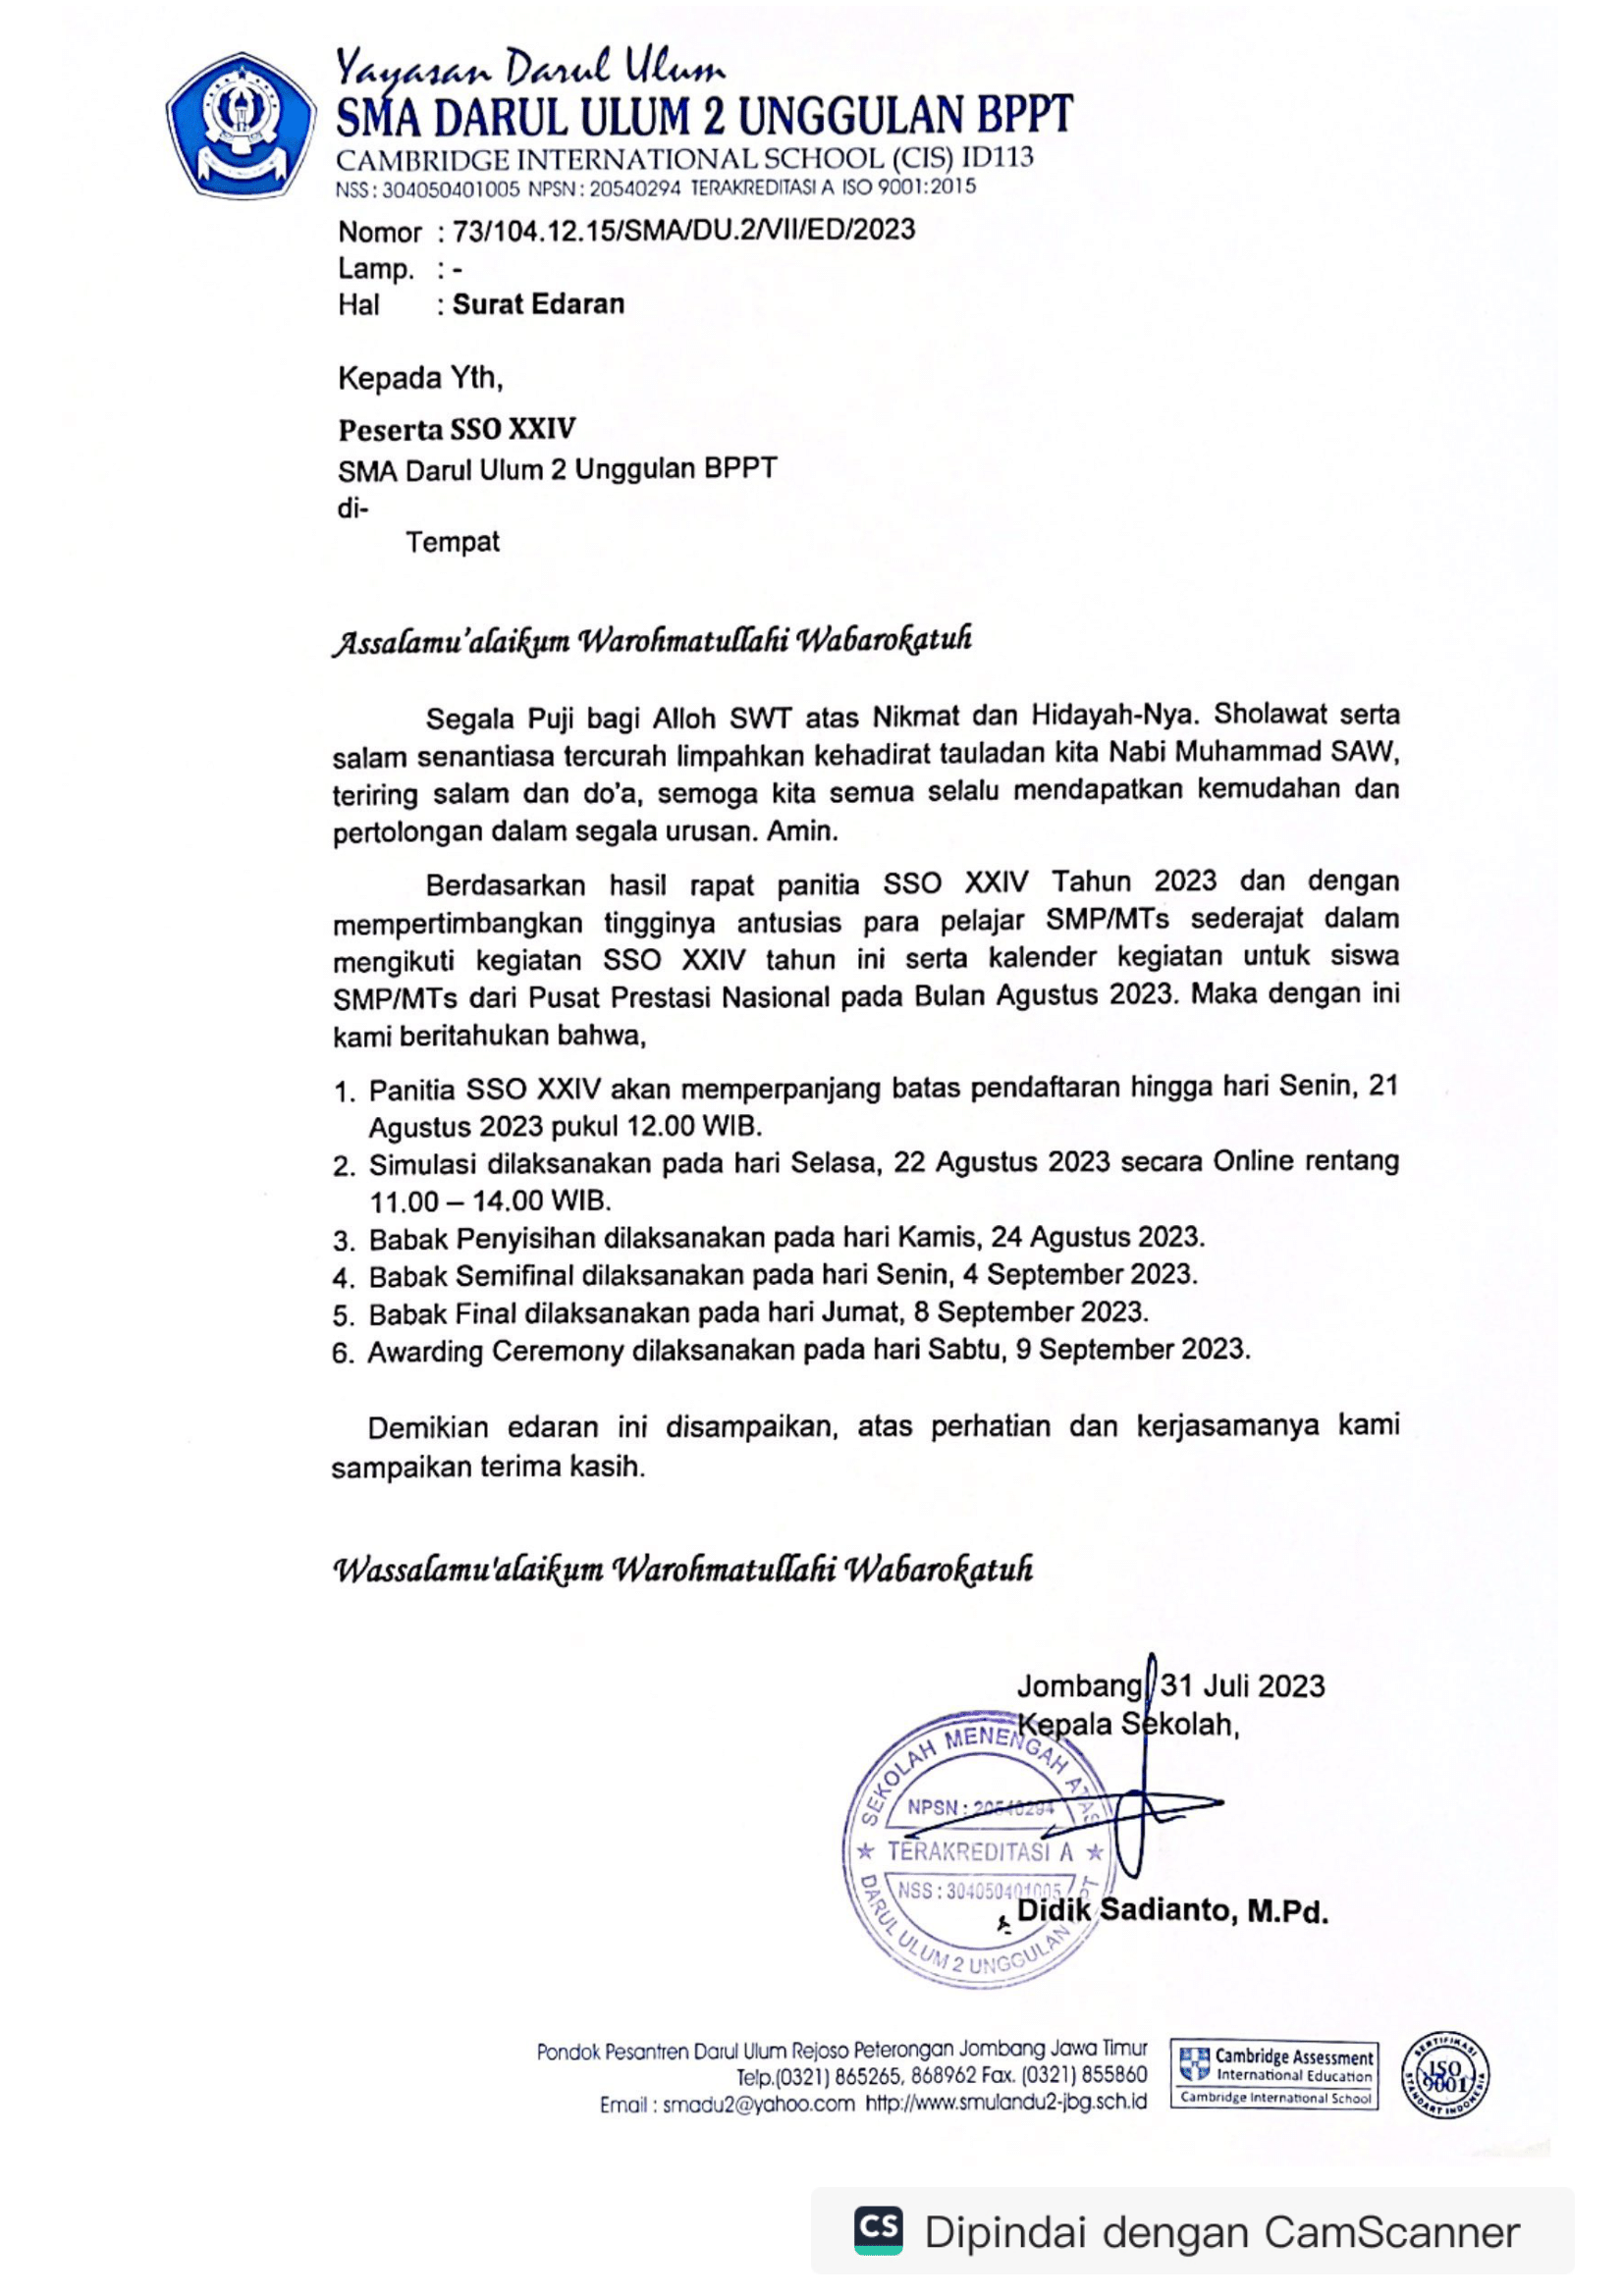 Yayasan Darul Ulum
SMA DARUL ULUM 2 UNGGULAN BPPT
CAMBRIDGE INTERNATIONAL SCHOOL (CIS) ID113
NSS : 304050401005 NPSN : 20540294 TERAKREDITASI A ISO 9001:2015
Nomor : 73/104.12.15/SMA/DU.2/VII/ED/2023
Lamp. : -
Hal : Surat Edaran
Kepada Yth,
Peserta SSO XXIV
SMA Darul Ulum 2 Unggulan BPPT
di-
Tempat
Assalamu'alaikum Warohmatullahi Wabarokatuh
Segala Puji bagi Alloh SWT atas Nikmat dan Hidayah-Nya. Sholawat serta
salam senantiasa tercurah limpahkan kehadirat tauladan kita Nabi Muhammad SAW,
teriring salam dan do'a, semoga kita semua selalu mendapatkan kemudahan dan
pertolongan dalam segala urusan. Amin.
Berdasarkan hasil rapat panitia SSO XXIV Tahun 2023 dan dengan
mempertimbangkan tingginya antusias para pelajar SMP/MTs sederajat dalam
mengikuti kegiatan SSO XXIV tahun ini serta kalender kegiatan untuk siswa
SMP/MTs dari Pusat Prestasi Nasional pada Bulan Agustus 2023. Maka dengan ini
kami beritahukan bahwa,
1. Panitia SSO XXIV akan memperpanjang batas pendaftaran hingga hari Senin, 21
Agustus 2023 pukul 12.00 WIB.
2. Simulasi dilaksanakan pada hari Selasa, 22 Agustus 2023 secara Online rentang
11.00 – 14.00 WIB.
3. Babak Penyisihan dilaksanakan pada hari Kamis, 24 Agustus 2023.
4. Babak Semifinal dilaksanakan pada hari Senin, 4 September 2023.
5. Babak Final dilaksanakan pada hari Jumat, 8 September 2023.
6. Awarding Ceremony dilaksanakan pada hari Sabtu, 9 September 2023.
Demikian edaran ini disampaikan, atas perhatian dan kerjasamanya kami
sampaikan terima kasih.
Wassalamu'alaikum Warohmatullahi Wabarokatuh
Jombang, 31 Juli 2023
Kepala Sekolah,
SEKOLAH MENENGAH ATAS
NPSN : 20540294
★ TERAKREDITASI A ★
NSS : 304050401005
DARUL ULUM 2 UNGGULAN
Didik Sadianto, M.Pd.
Pondok Pesantren Darul Ulum Rejoso Peterongan Jombang Jawa Timur
Telp.(0321) 865265, 868962 Fax. (0321) 855860
Email : smadu2@yahoo.com http://www.smulandu2-jbg.sch.id
Cambridge Assessment
International Education
Cambridge International School
SERTIFIKASI
ISO
9001
STANDART INDONESIA
CS Dipindai dengan CamScanner